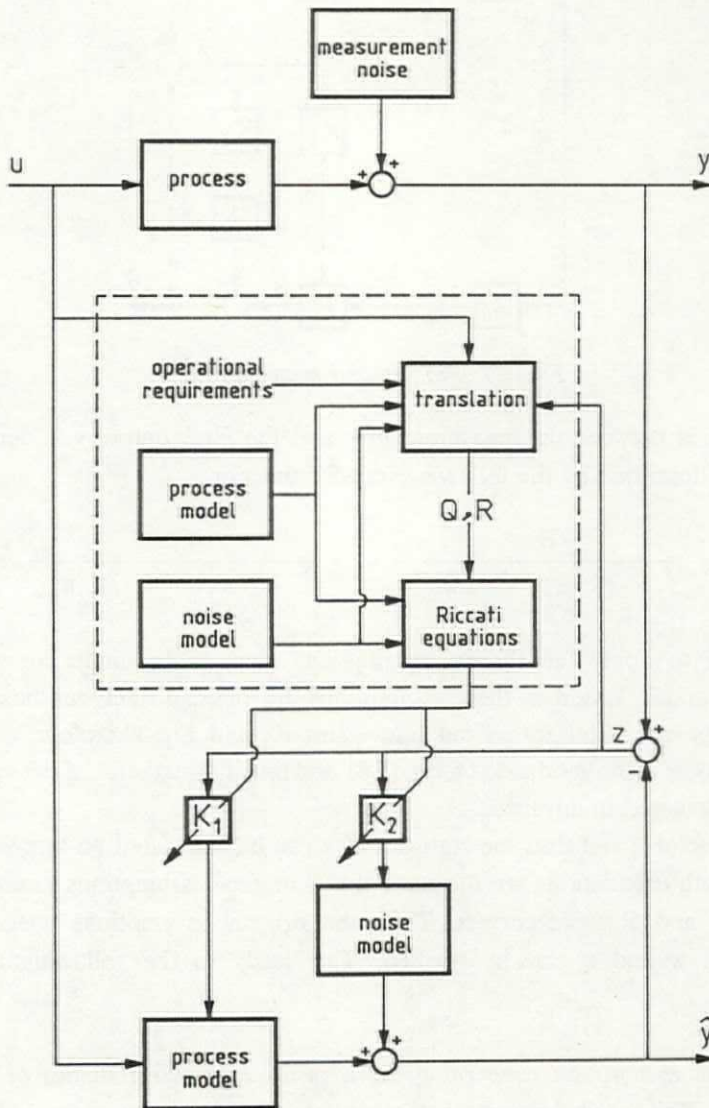 measurement
noise
u
process
+
+
y
operational
requirements
translation
process
model
Q,R
noise
model
Riccati
equations
z
+
-
K1
K2
noise
model
process
model
+
+
ŷ